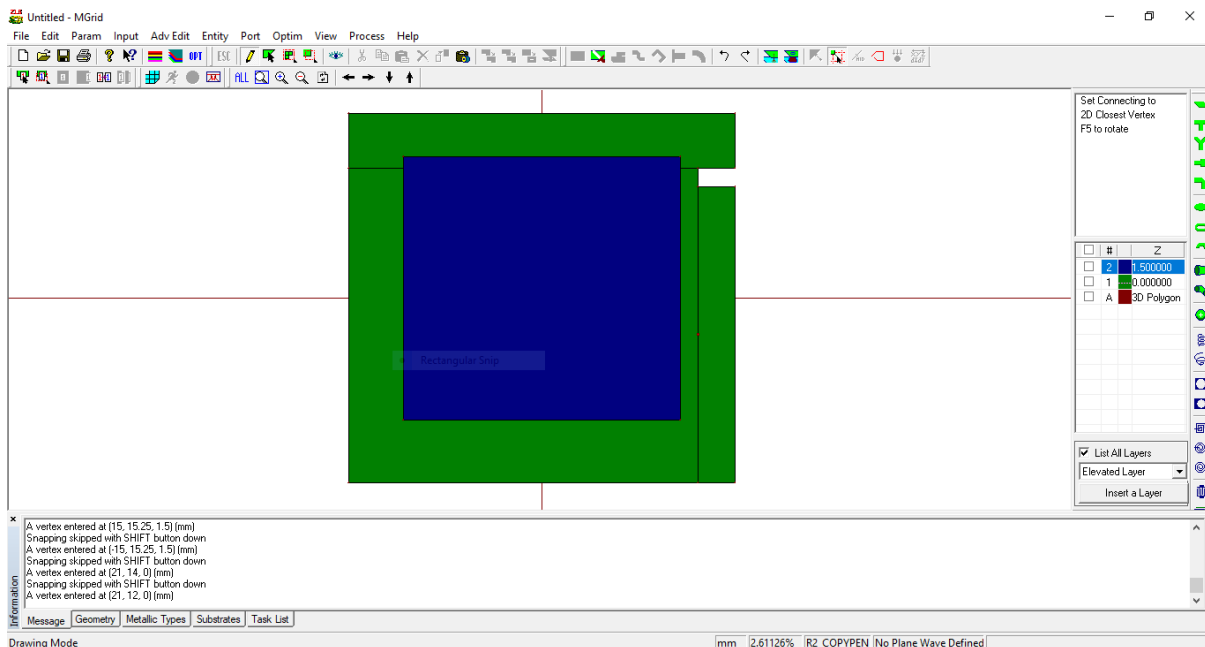 Untitled - MGrid
File Edit Param Input Adv Edit Entity Port Optim View Process Help
OPT ESC
ALL
Set Connecting to
2D Closest Vertex
F5 to rotate
# Z
2 1.500000
1 0.000000
A 3D Polygon
Rectangular Snip
List All Layers
Elevated Layer
Insert a Layer
Information
A vertex entered at (15, 15.25, 1.5) (mm)
Snapping skipped with SHIFT button down
A vertex entered at (-15, 15.25, 1.5) (mm)
Snapping skipped with SHIFT button down
A vertex entered at (21, 14, 0) (mm)
Snapping skipped with SHIFT button down
A vertex entered at (21, 12, 0) (mm)
Message Geometry Metallic Types Substrates Task List
Drawing Mode mm 2.61126% R2 COPYPEN No Plane Wave Defined